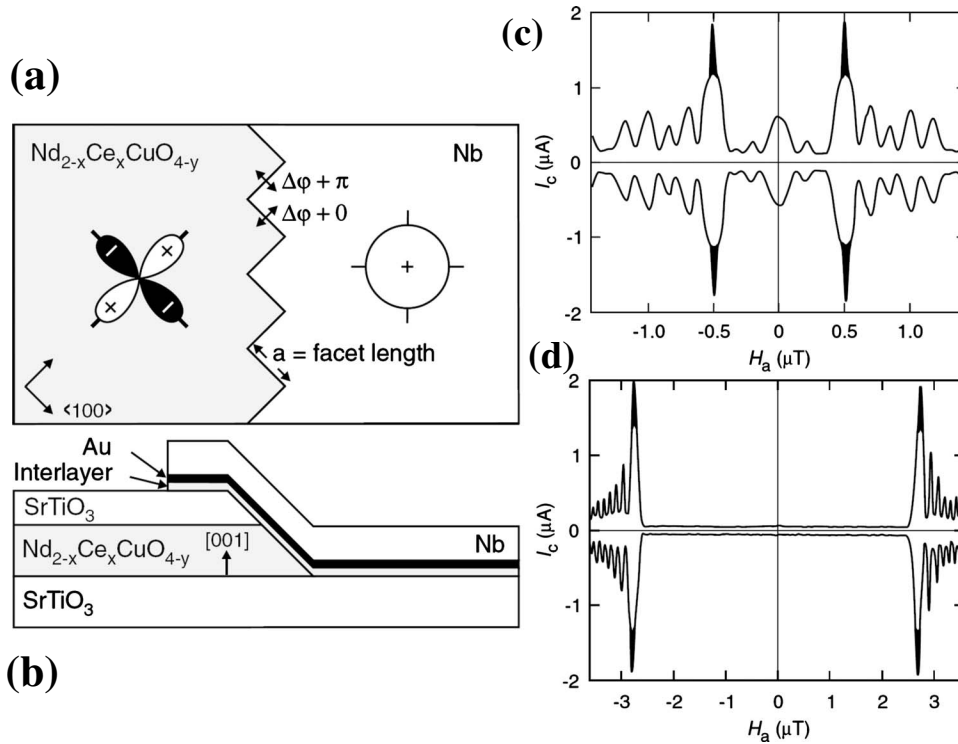 (a)
Nd2-xCexCuO4-y
Nb
Δφ + π
Δφ + 0
+
+
−
−
+
a = facet length
⟨100⟩
Au
Interlayer
SrTiO3
Nd2-xCexCuO4-y
[001]
Nb
SrTiO3
(b)
(c)
2
1
0
-1
-2
Ic (μA)
-1.0
-0.5
0
0.5
1.0
Ha (μT)
(d)
2
1
0
-1
-2
Ic (μA)
-3
-2
-1
0
1
2
3
Ha (μT)